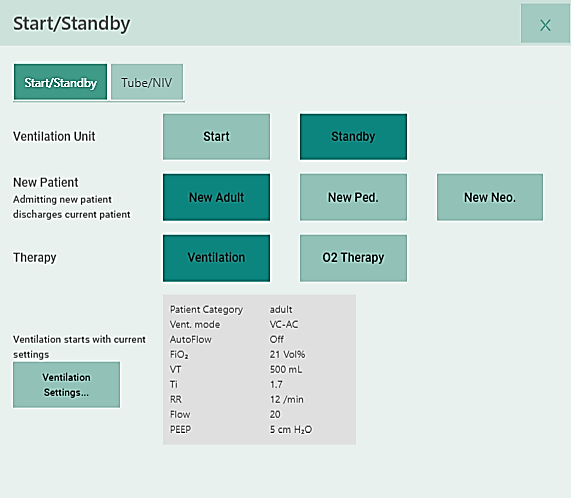 Start/Standby
X
Start/Standby Tube/NIV
Ventilation Unit Start Standby
New Patient
Admitting new patient
discharges current patient
New Adult New Ped. New Neo.
Therapy Ventilation O2 Therapy
Ventilation starts with current
settings
Ventilation
Settings...
Patient Category adult
Vent. mode VC-AC
AutoFlow Off
FiO₂ 21 Vol%
VT 500 mL
Ti 1.7
RR 12 /min
Flow 20
PEEP 5 cm H₂O